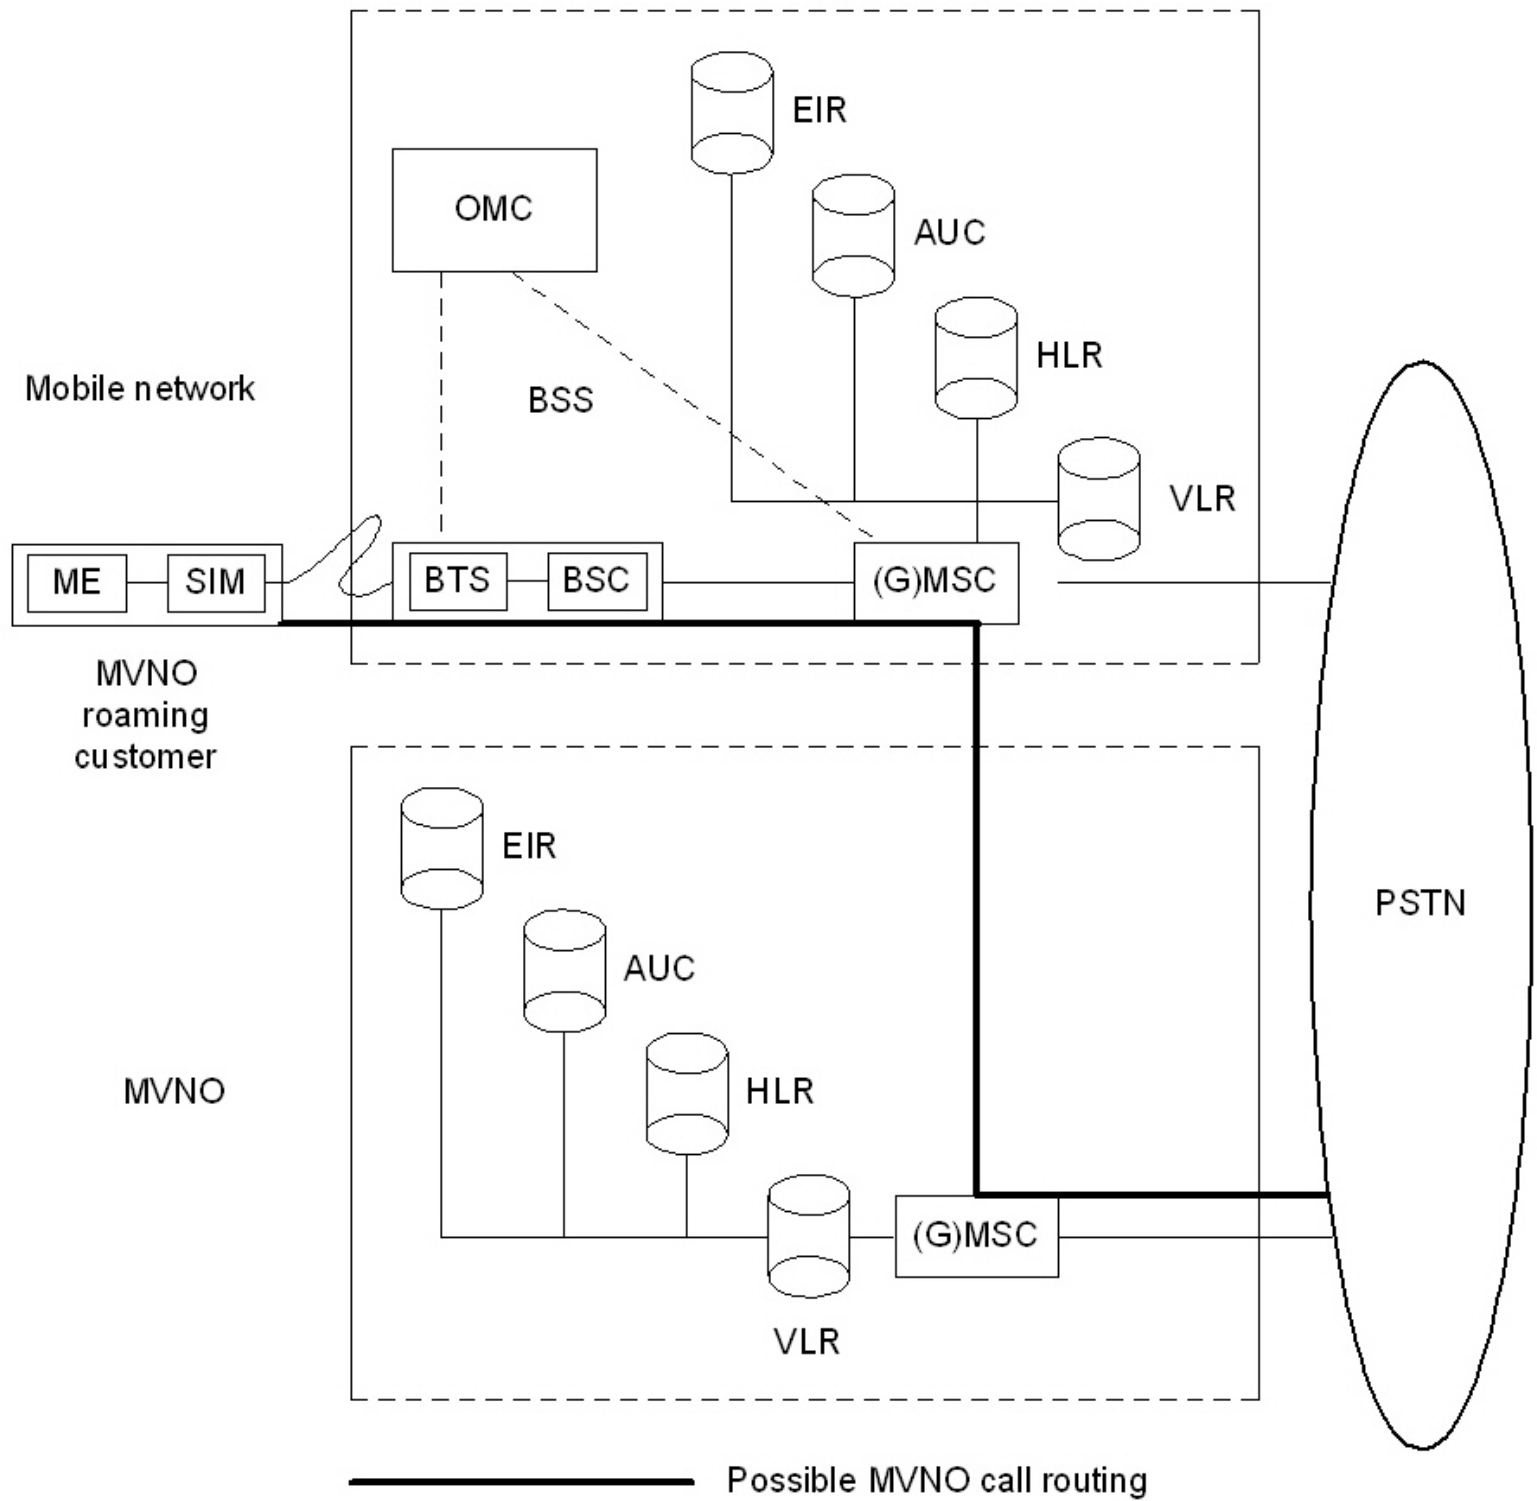 EIR
OMC
AUC
HLR
Mobile network
BSS
VLR
ME
SIM
BTS
BSC
(G)MSC
MVNO
roaming
customer
EIR
PSTN
AUC
MVNO
HLR
(G)MSC
VLR
Possible MVNO call routing